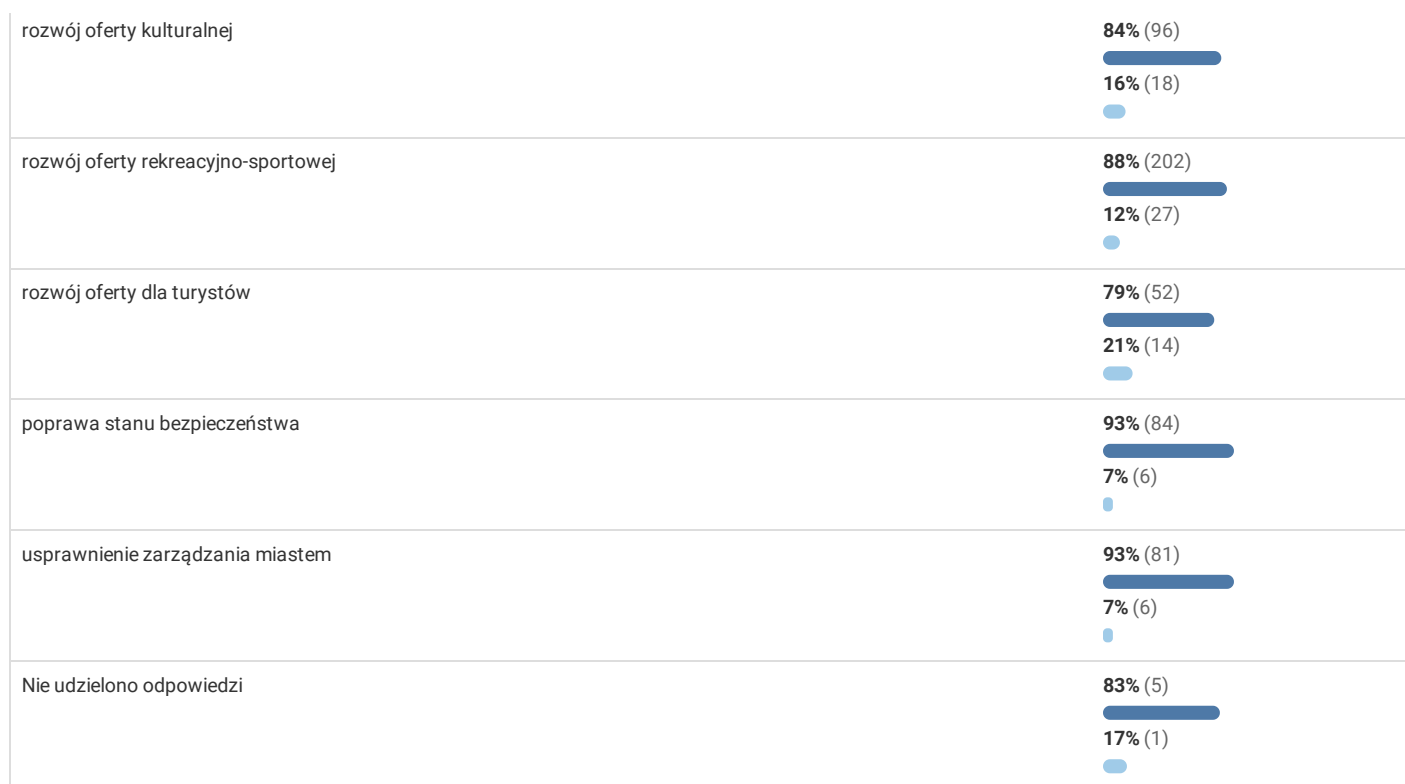 rozwój oferty kulturalnej
84% (96)
16% (18)
rozwój oferty rekreacyjno-sportowej
88% (202)
12% (27)
rozwój oferty dla turystów
79% (52)
21% (14)
poprawa stanu bezpieczeństwa
93% (84)
7% (6)
usprawnienie zarządzania miastem
93% (81)
7% (6)
Nie udzielono odpowiedzi
83% (5)
17% (1)